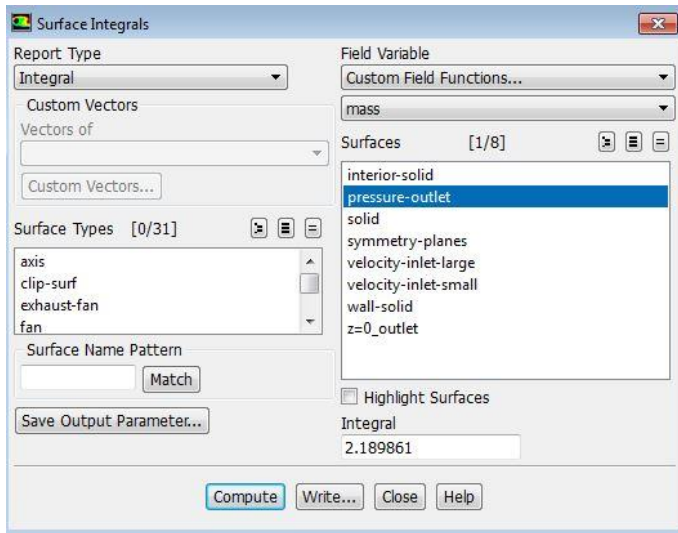 Surface Integrals
Report Type
Integral
Custom Vectors
Vectors of
Custom Vectors...
Surface Types [0/31]
axis
clip-surf
exhaust-fan
fan
Surface Name Pattern
Match
Save Output Parameter...
Field Variable
Custom Field Functions...
mass
Surfaces [1/8]
interior-solid
pressure-outlet
solid
symmetry-planes
velocity-inlet-large
velocity-inlet-small
wall-solid
z=0_outlet
Highlight Surfaces
Integral
2.189861
Compute Write... Close Help